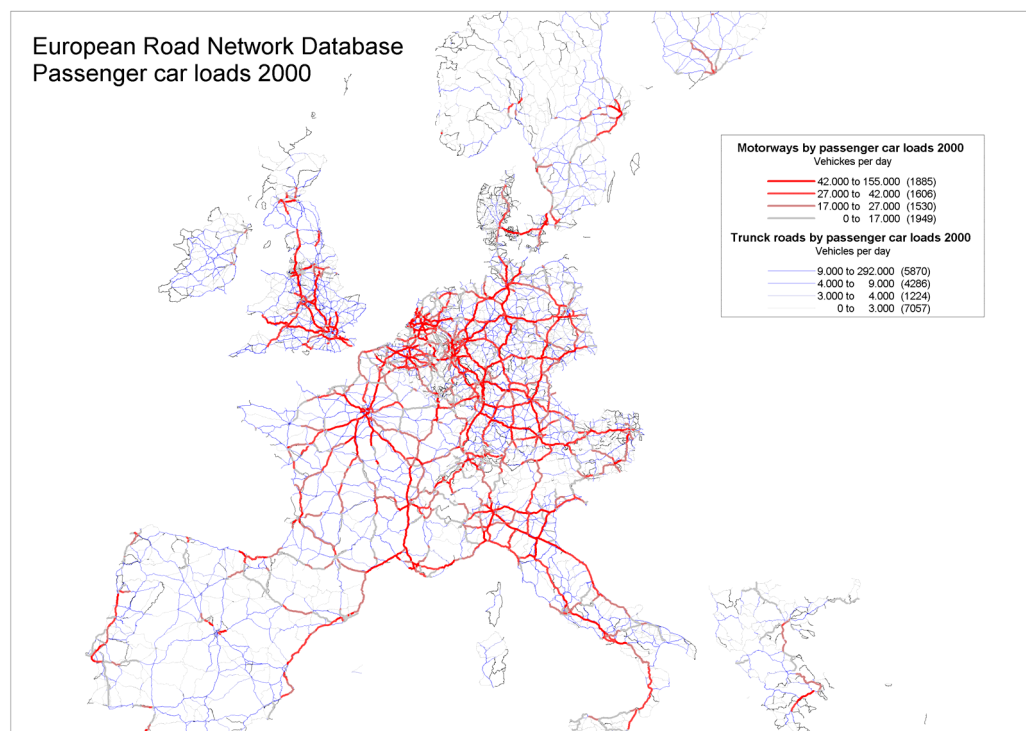 European Road Network Database
Passenger car loads 2000
Motorways by passenger car loads 2000
Vehickes per day
42.000 to 155.000 (1885)
27.000 to 42.000 (1606)
17.000 to 27.000 (1530)
0 to 17.000 (1949)
Trunck roads by passenger car loads 2000
Vehicles per day
9.000 to 292.000 (5870)
4.000 to 9.000 (4286)
3.000 to 4.000 (1224)
0 to 3.000 (7057)